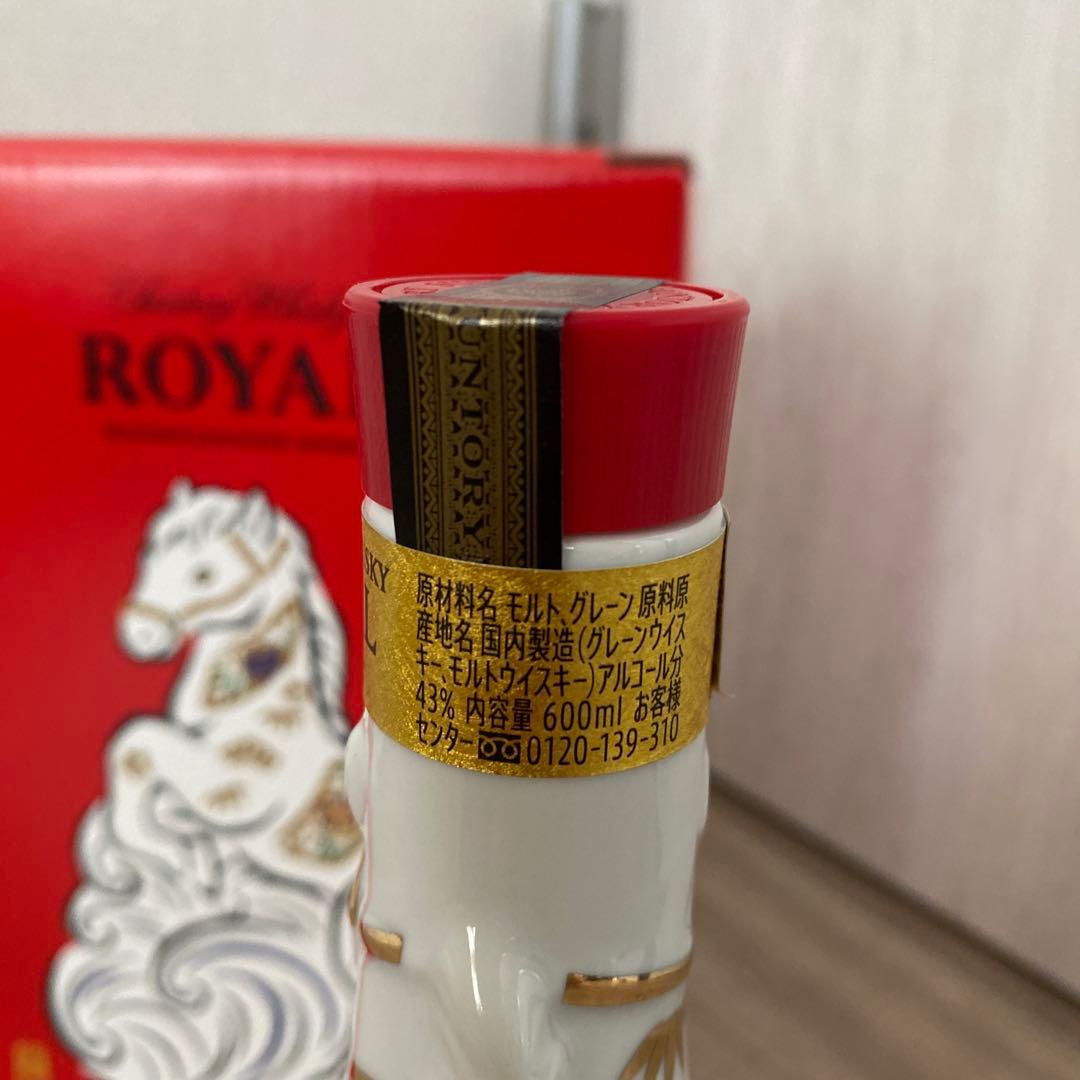 ROYA
SUNTORY
SKY
L
原材料名 モルト、グレーン 原料原
産地名 国内製造(グレーンウイス
キー、モルトウイスキー)アルコール分
43% 内容量 600ml お客様
センター 0120-139-310